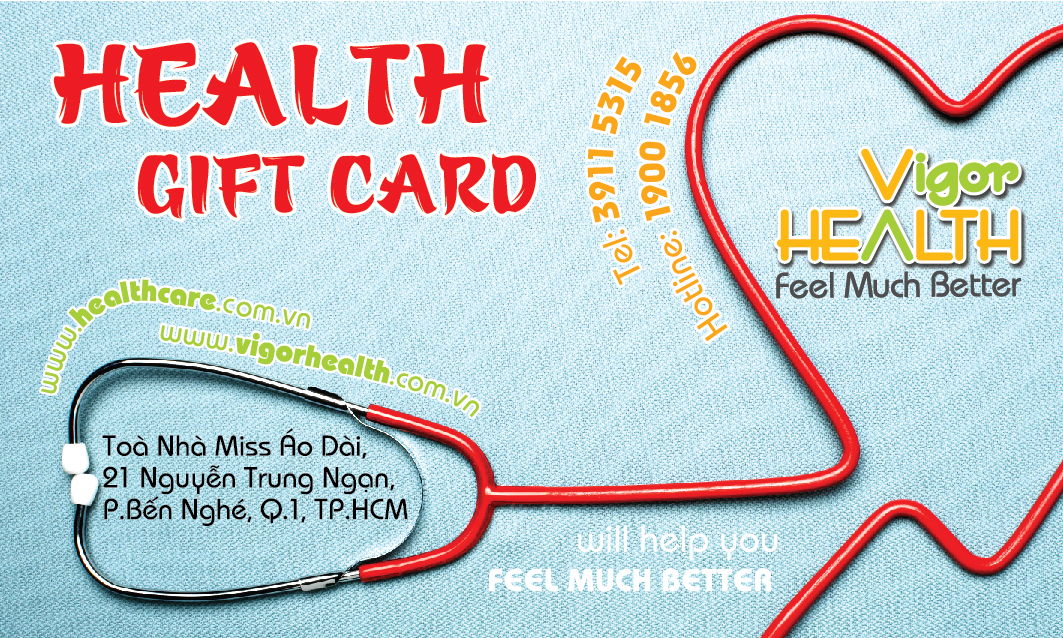 HEALTH
GIFT CARD
Tel: 3911 5315
Hotline: 1900 1856
Vigor
HEALTH
Feel Much Better
www.healthcare.com.vn
www.vigorhealth.com.vn
Toà Nhà Miss Áo Dài,
21 Nguyễn Trung Ngạn,
P.Bến Nghé, Q.1, TP.HCM
will help you
FEEL MUCH BETTER